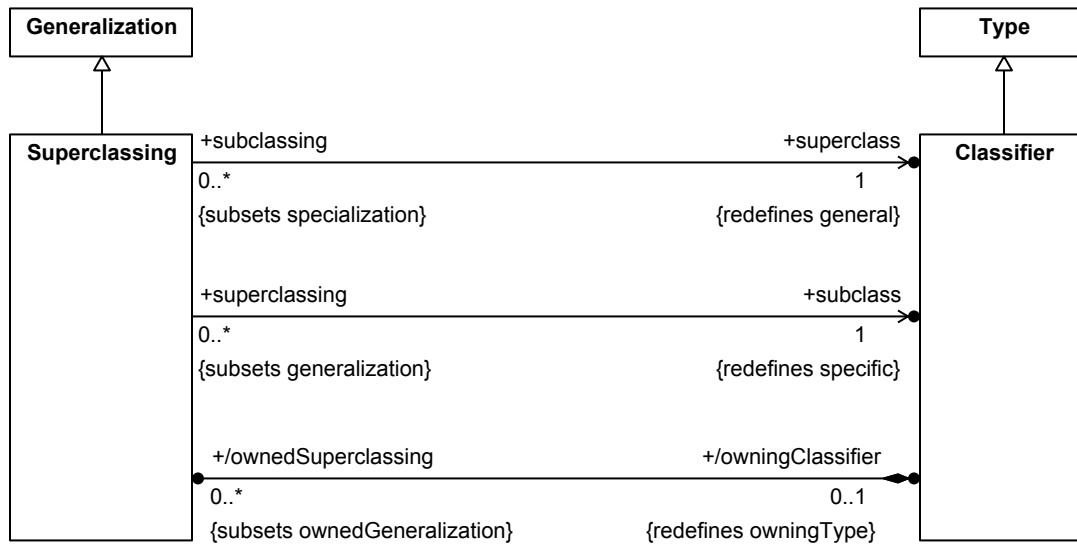 Generalization
Type
Superclassing
Classifier
+subclassing
+superclass
0..*
1
{subsets specialization}
{redefines general}
+superclassing
+subclass
0..*
1
{subsets generalization}
{redefines specific}
+/ownedSuperclassing
+/owningClassifier
0..*
0..1
{subsets ownedGeneralization}
{redefines owningType}